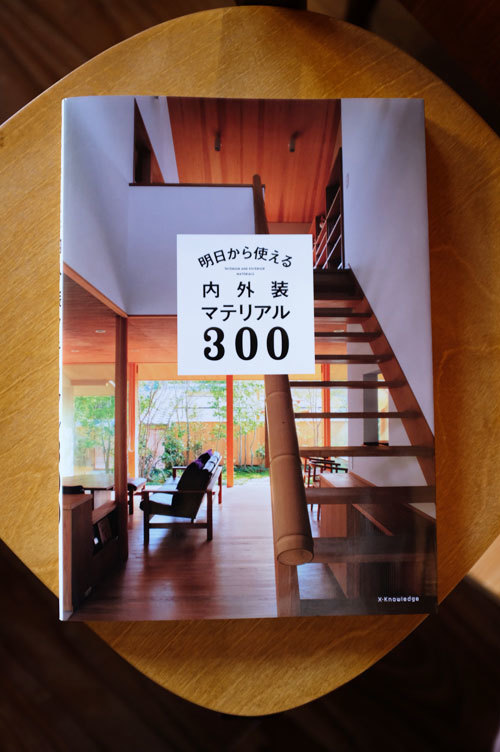 明日から使える
INTERIOR AND EXTERIOR
MATERIALS
内外装
マテリアル
300
X-Knowledge